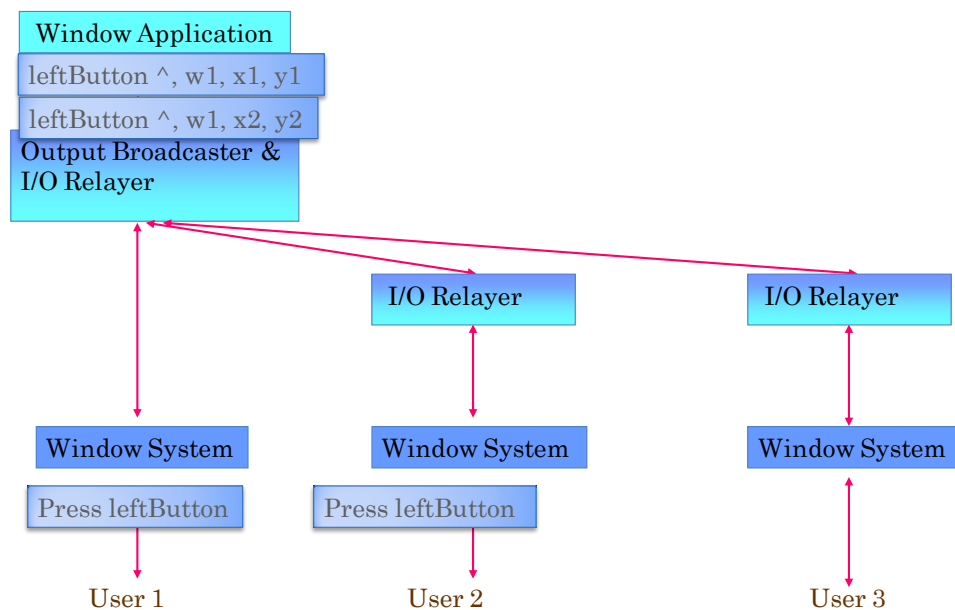 Window Application
leftButton ^, w1, x1, y1
leftButton ^, w1, x2, y2
Output Broadcaster &
I/O Relayer
I/O Relayer
I/O Relayer
Window System
Window System
Window System
Press leftButton
Press leftButton
User 1
User 2
User 3